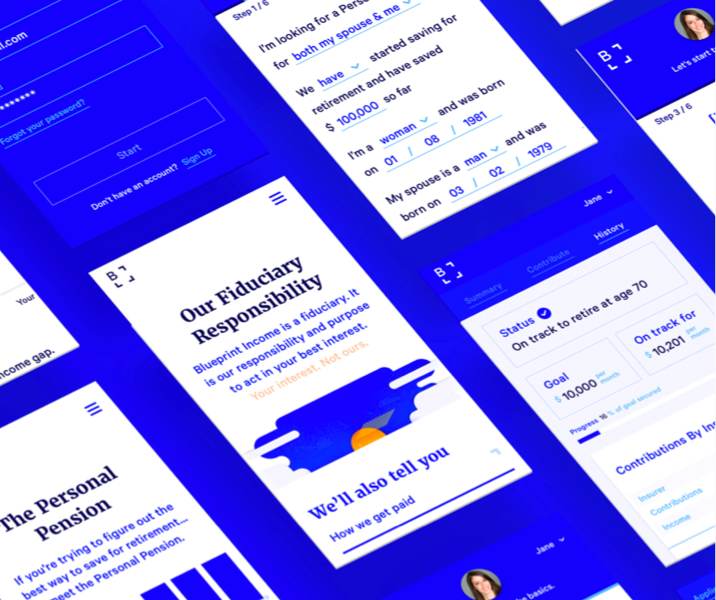 l.com
Forgot your password?
Start
Don't have an account? Sign Up
Step 1 / 6
I'm looking for a Perso
for both my spouse & me
We have started saving for
retirement and have saved
$ 100,000 so far
I'm a woman and was born
on 01 / 08 / 1981
My spouse is a man and was
born on 03 / 02 / 1979
B
Let's start
Step 3 / 6
Your
ncome gap.
B
Our Fiduciary
Responsibility
Blueprint Income is a fiduciary. It
is our responsibility and purpose
to act in your best interest.
Your interest. Not ours.
We'll also tell you
How we get paid
B
Jane
Summary Contribute History
Status
On track to retire at age 70
Goal
$ 10,000 per month
On track for
$ 10,201 per month
Progress 16 % of goal secured
Contributions By In
Insurer
Contributions
Income
The Personal
Pension
If you're trying to figure out the
best way to save for retirement...
meet the Personal Pension.
Jane
he basics.
Applic